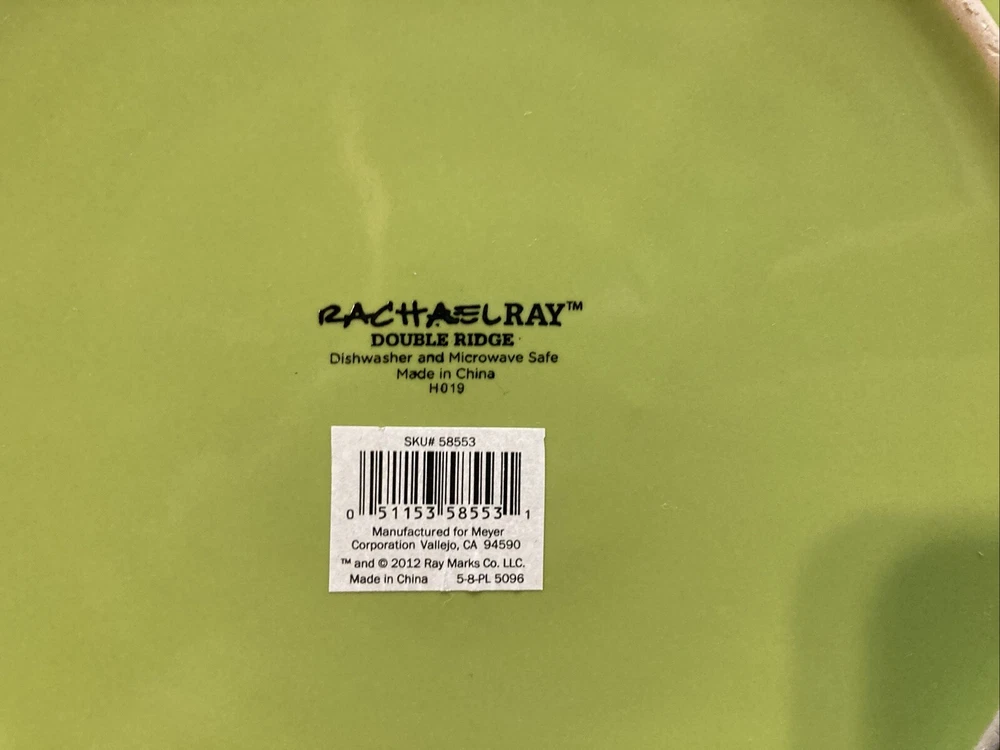 RACHAELRAY™
DOUBLE RIDGE
Dishwasher and Microwave Safe
Made in China
H019
SKU# 58553
0 51153 58553 1
Manufactured for Meyer
Corporation Vallejo, CA 94590
™ and © 2012 Ray Marks Co. LLC.
Made in China 5-8-PL 5096